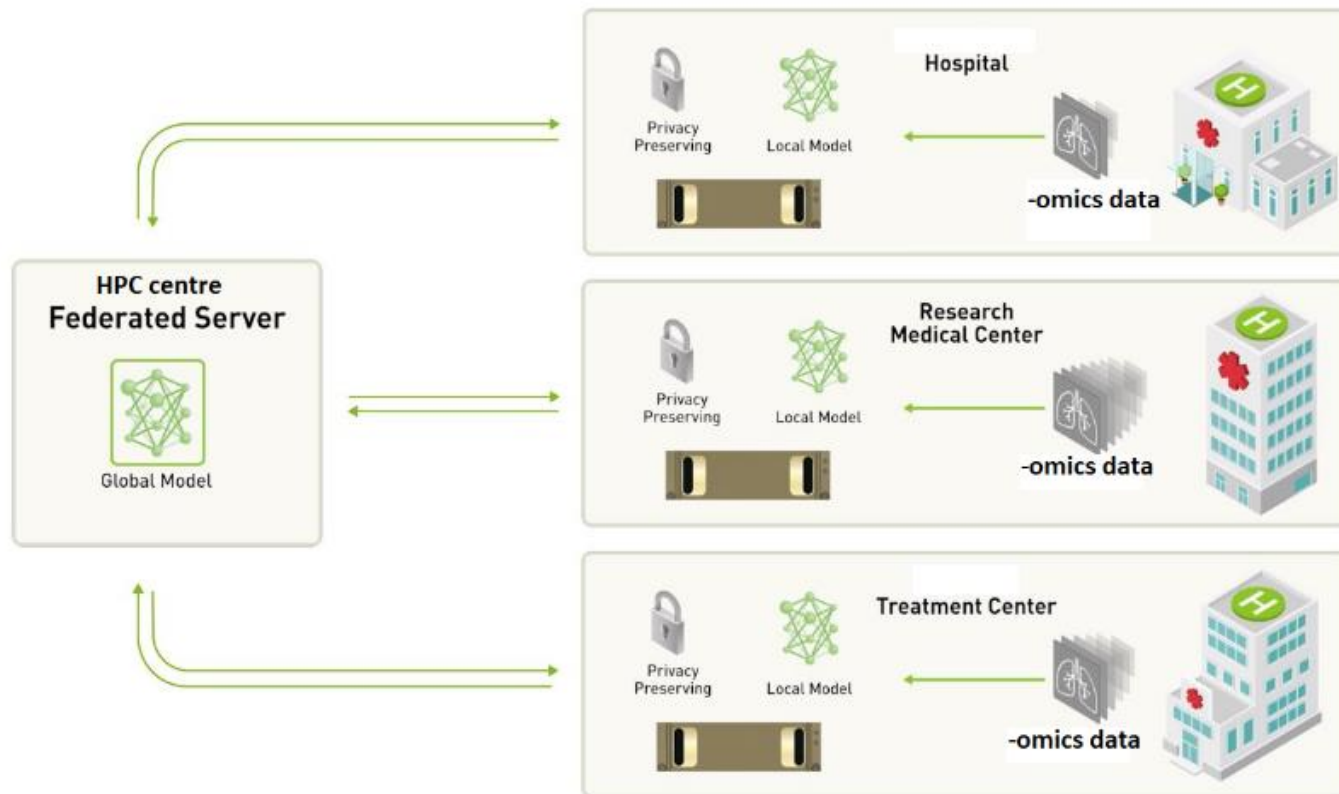 HPC centre
Federated Server
Global Model
Hospital
Privacy
Preserving
Local Model
-omics data
Research
Medical Center
Privacy
Preserving
Local Model
-omics data
Treatment Center
Privacy
Preserving
Local Model
-omics data